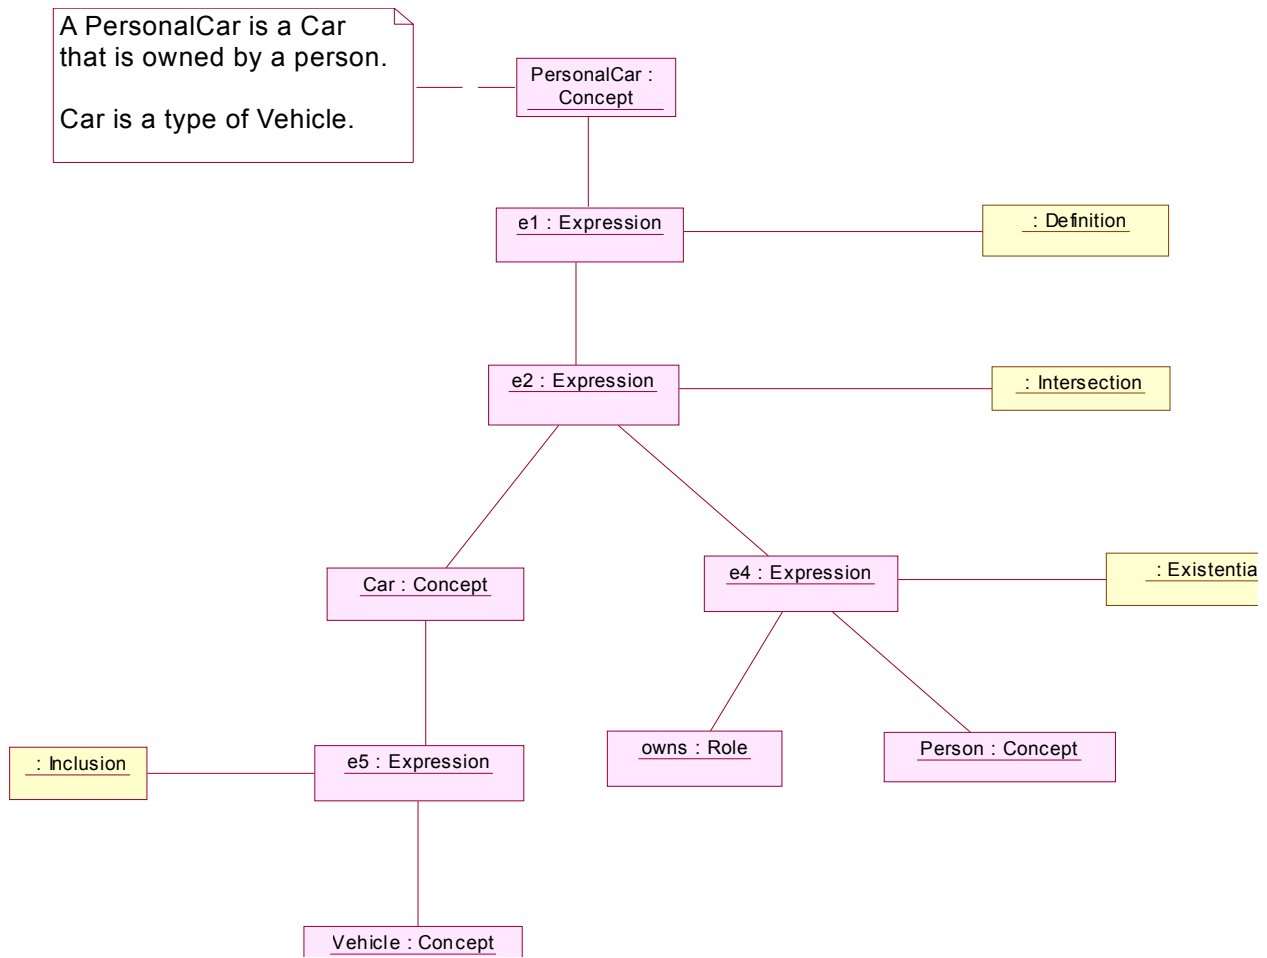 A PersonalCar is a Car
that is owned by a person.
Car is a type of Vehicle.
PersonalCar :
Concept
e1 : Expression
: Definition
e2 : Expression
: Intersection
Car : Concept
e4 : Expression
: Existentia
owns : Role
Person : Concept
: Inclusion
e5 : Expression
Vehicle : Concept